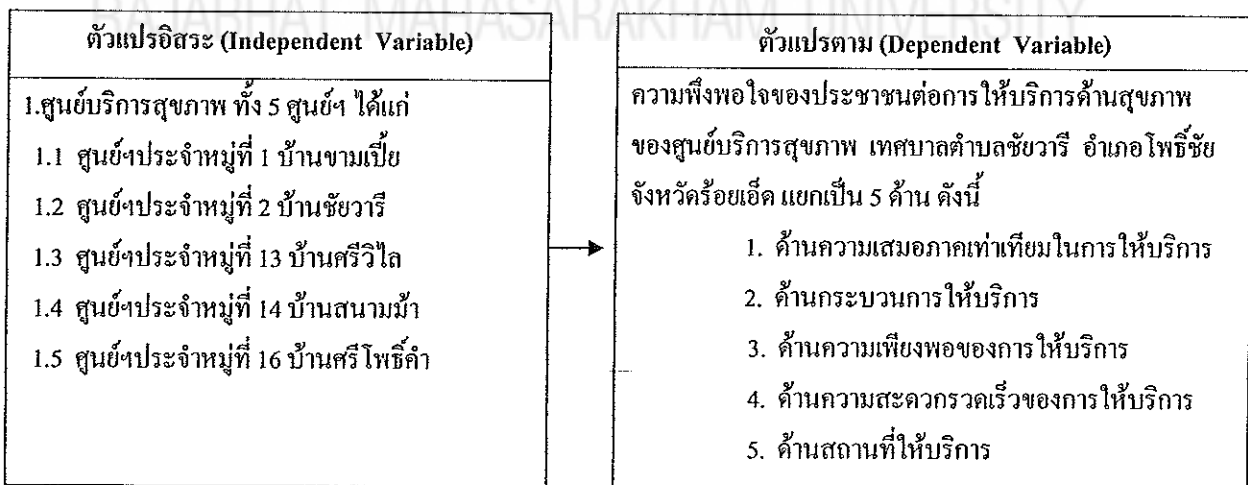 RAJABHAT MAHASARAKHAM UNIVERSITY
ตัวแปรอิสระ (Independent Variable)
1.ศูนย์บริการสุขภาพ ทั้ง 5 ศูนย์ฯ ได้แก่
1.1 ศูนย์ฯประจำหมู่ที่ 1 บ้านขามเปี้ย
1.2 ศูนย์ฯประจำหมู่ที่ 2 บ้านชัยวารี
1.3 ศูนย์ฯประจำหมู่ที่ 13 บ้านศรีวิไล
1.4 ศูนย์ฯประจำหมู่ที่ 14 บ้านสนามม้า
1.5 ศูนย์ฯประจำหมู่ที่ 16 บ้านศรีโพธิ์คำ
ตัวแปรตาม (Dependent Variable)
ความพึงพอใจของประชาชนต่อการให้บริการด้านสุขภาพ
ของศูนย์บริการสุขภาพ เทศบาลตำบลชัยวารี อำเภอโพธิ์ชัย
จังหวัดร้อยเอ็ด แยกเป็น 5 ด้าน ดังนี้
1. ด้านความเสมอภาคเท่าเทียมในการให้บริการ
2. ด้านกระบวนการให้บริการ
3. ด้านความเพียงพอของการให้บริการ
4. ด้านความสะดวกรวดเร็วของการให้บริการ
5. ด้านสถานที่ให้บริการ